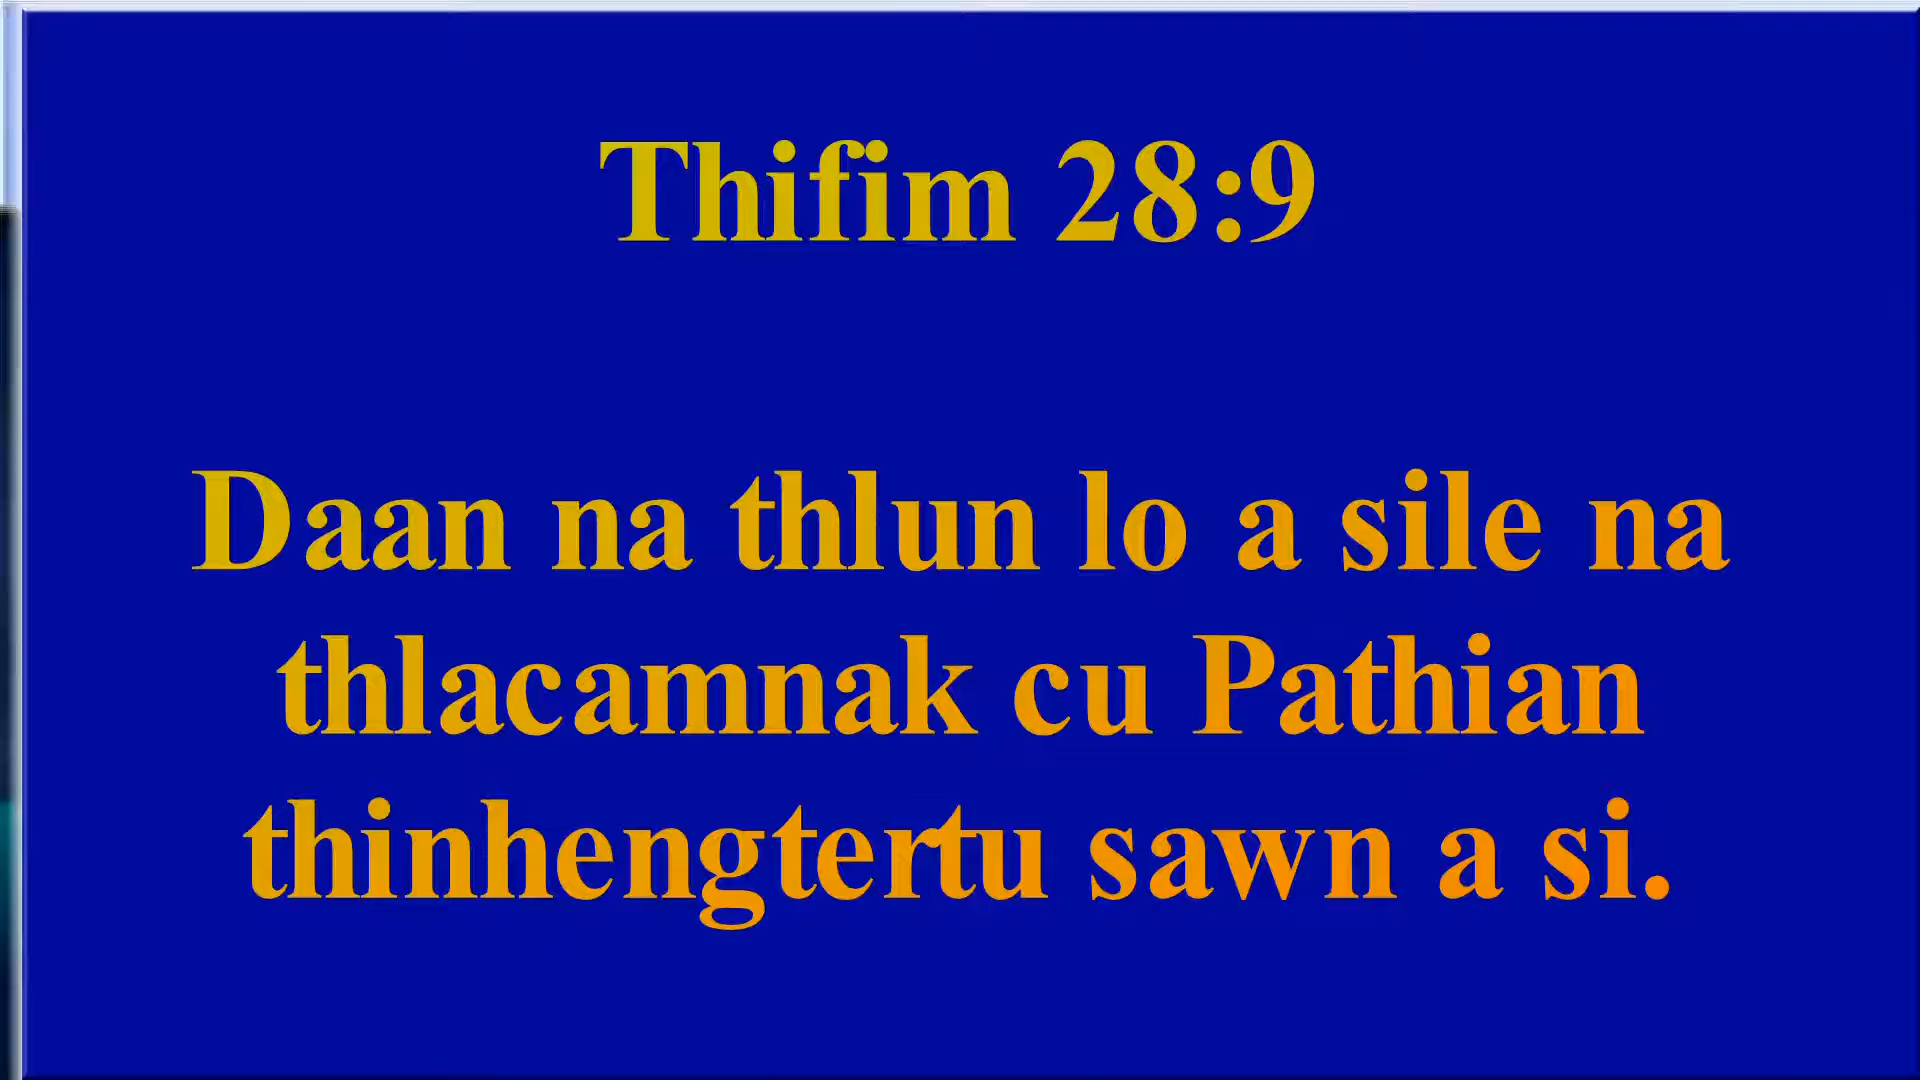 Thifim 28:9
Daan na thlun lo a sile na
thlacamnak cu Pathian
thinhengtertu sawn a si.